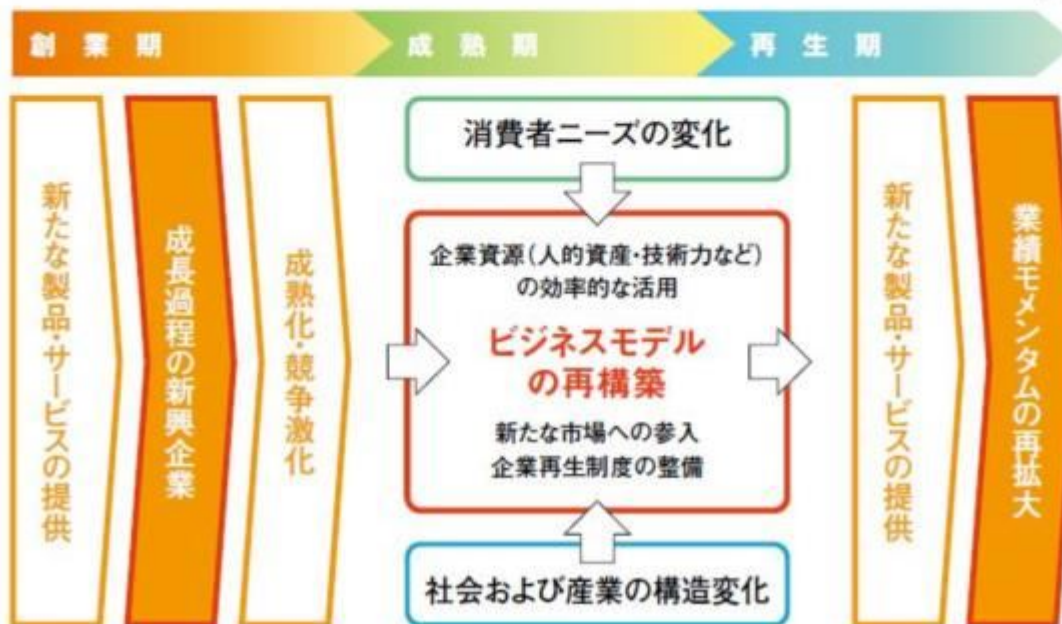 創業期
成熟期
再生期
新たな製品・サービスの提供
成長過程の新興企業
成熟化・競争激化
消費者ニーズの変化
企業資源(人的資産・技術力など)
の効率的な活用
ビジネスモデル
の再構築
新たな市場への参入
企業再生制度の整備
社会および産業の構造変化
新たな製品・サービスの提供
業績モメンタムの再拡大